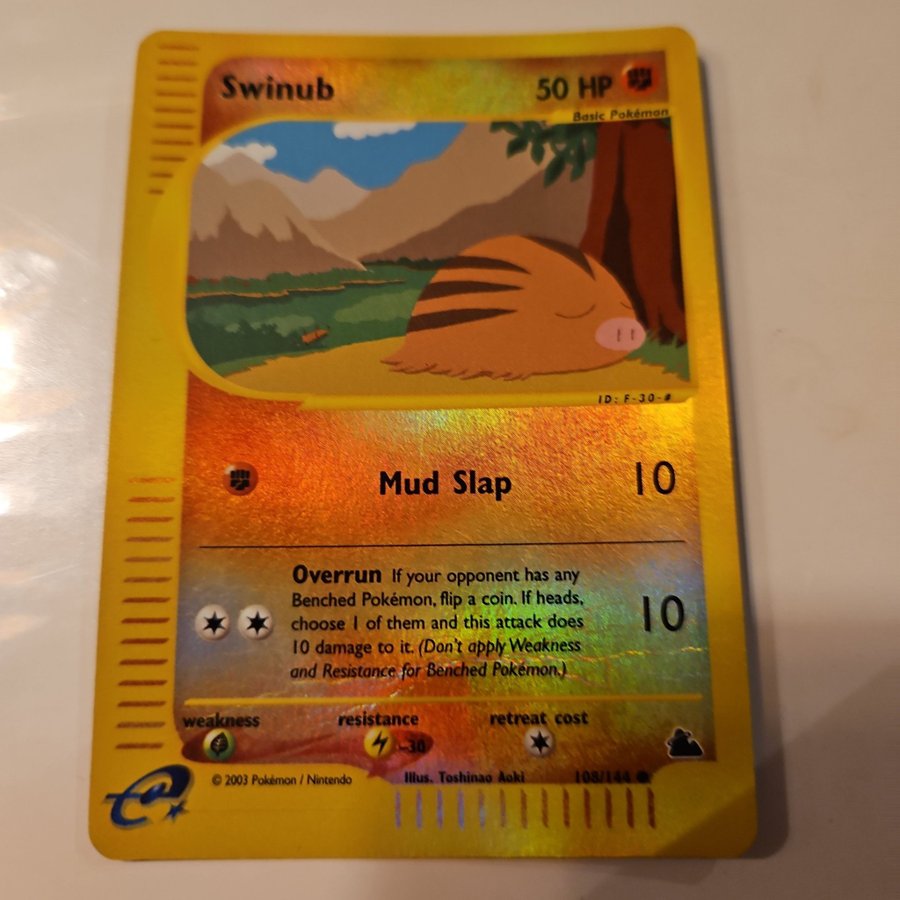 Swinub 50 HP
Basic Pokémon
ID: F-30-#
Mud Slap 10
Overrun If your opponent has any
Benched Pokémon, flip a coin. If heads,
choose 1 of them and this attack does
10 damage to it. (Don't apply Weakness
and Resistance for Benched Pokémon.)
10
weakness resistance retreat cost
-30
© 2003 Pokémon / Nintendo Illus. Toshinao Aoki 108/144
e